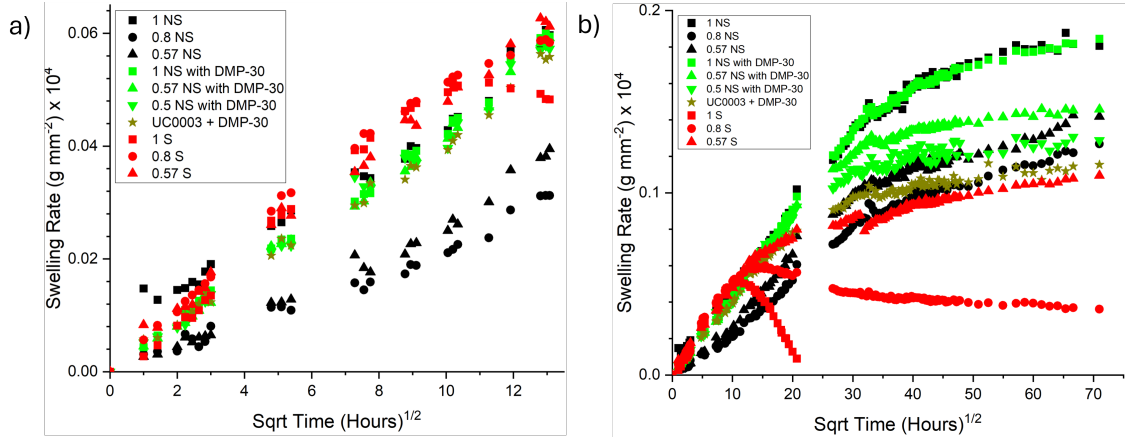 a)
Swelling Rate (g mm⁻²) x 10⁴
0.06
0.04
0.02
0.00
1 NS
0.8 NS
0.57 NS
1 NS with DMP-30
0.57 NS with DMP-30
0.5 NS with DMP-30
UC0003 + DMP-30
1 S
0.8 S
0.57 S
0 2 4 6 8 10 12
Sqrt Time (Hours)¹/²
b)
Swelling Rate (g mm⁻²) x 10⁴
0.2
0.1
0.0
1 NS
0.8 NS
0.57 NS
1 NS with DMP-30
0.57 NS with DMP-30
0.5 NS with DMP-30
UC0003 + DMP-30
1 S
0.8 S
0.57 S
0 10 20 30 40 50 60 70
Sqrt Time (Hours)¹/²